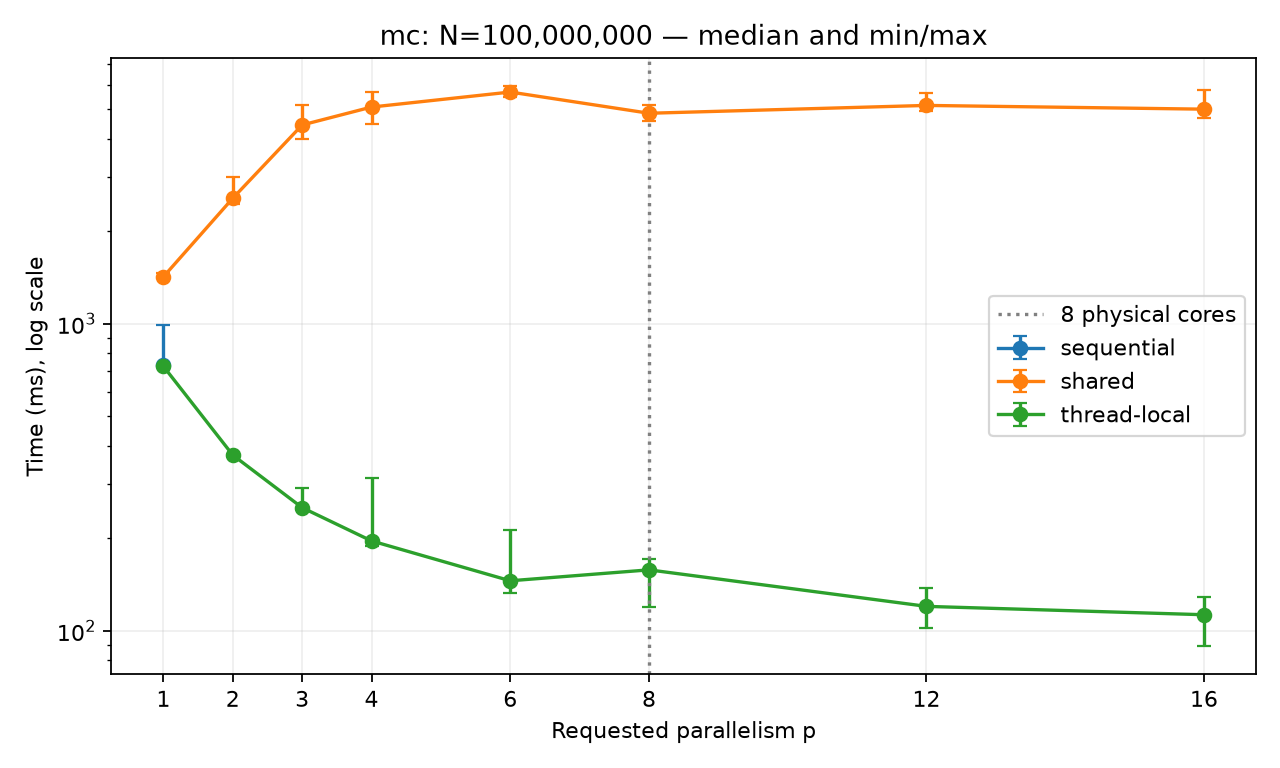 mc: N=100,000,000 — median and min/max
Time (ms), log scale
10³
10²
8 physical cores
sequential
shared
thread-local
1 2 3 4 6 8 12 16
Requested parallelism p